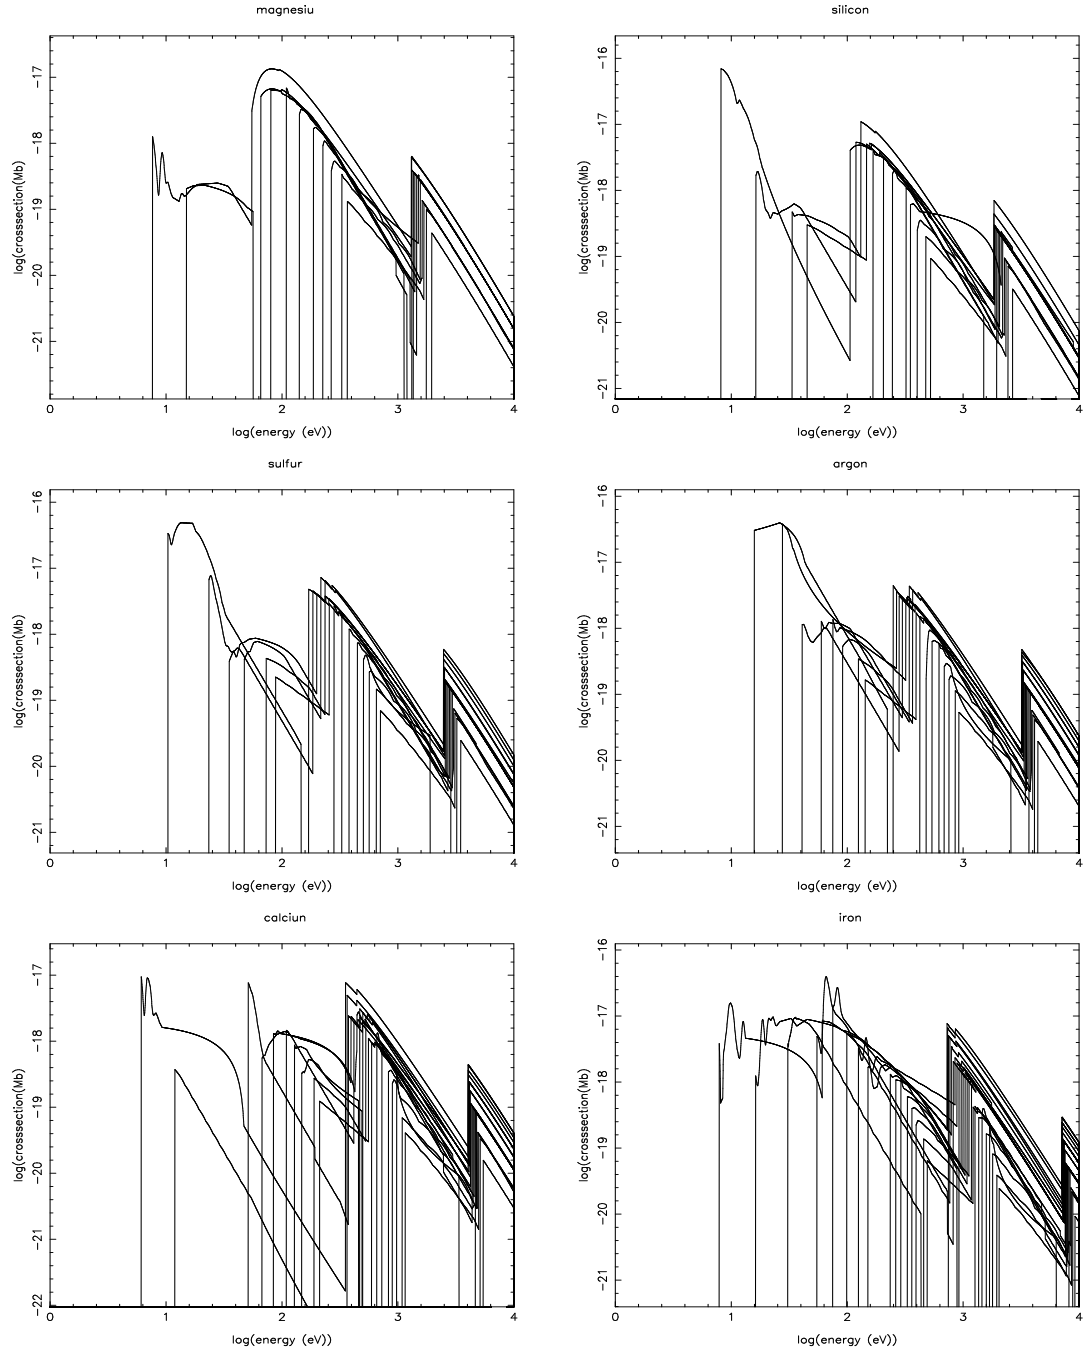 magnesiu
silicon
log(crosssection(Mb)
-17
-18
-19
-20
-21
0 1 2 3 4
log(energy (eV))
log(crosssection(Mb)
-16
-17
-18
-19
-20
-21
0 1 2 3 4
log(energy (eV))
sulfur
argon
log(crosssection(Mb)
-16
-17
-18
-19
-20
-21
0 1 2 3 4
log(energy (eV))
log(crosssection(Mb)
-16
-17
-18
-19
-20
-21
0 1 2 3 4
log(energy (eV))
calciun
iron
log(crosssection(Mb)
-17
-18
-19
-20
-21
-22
0 1 2 3 4
log(energy (eV))
log(crosssection(Mb)
-16
-17
-18
-19
-20
-21
0 1 2 3 4
log(energy (eV))